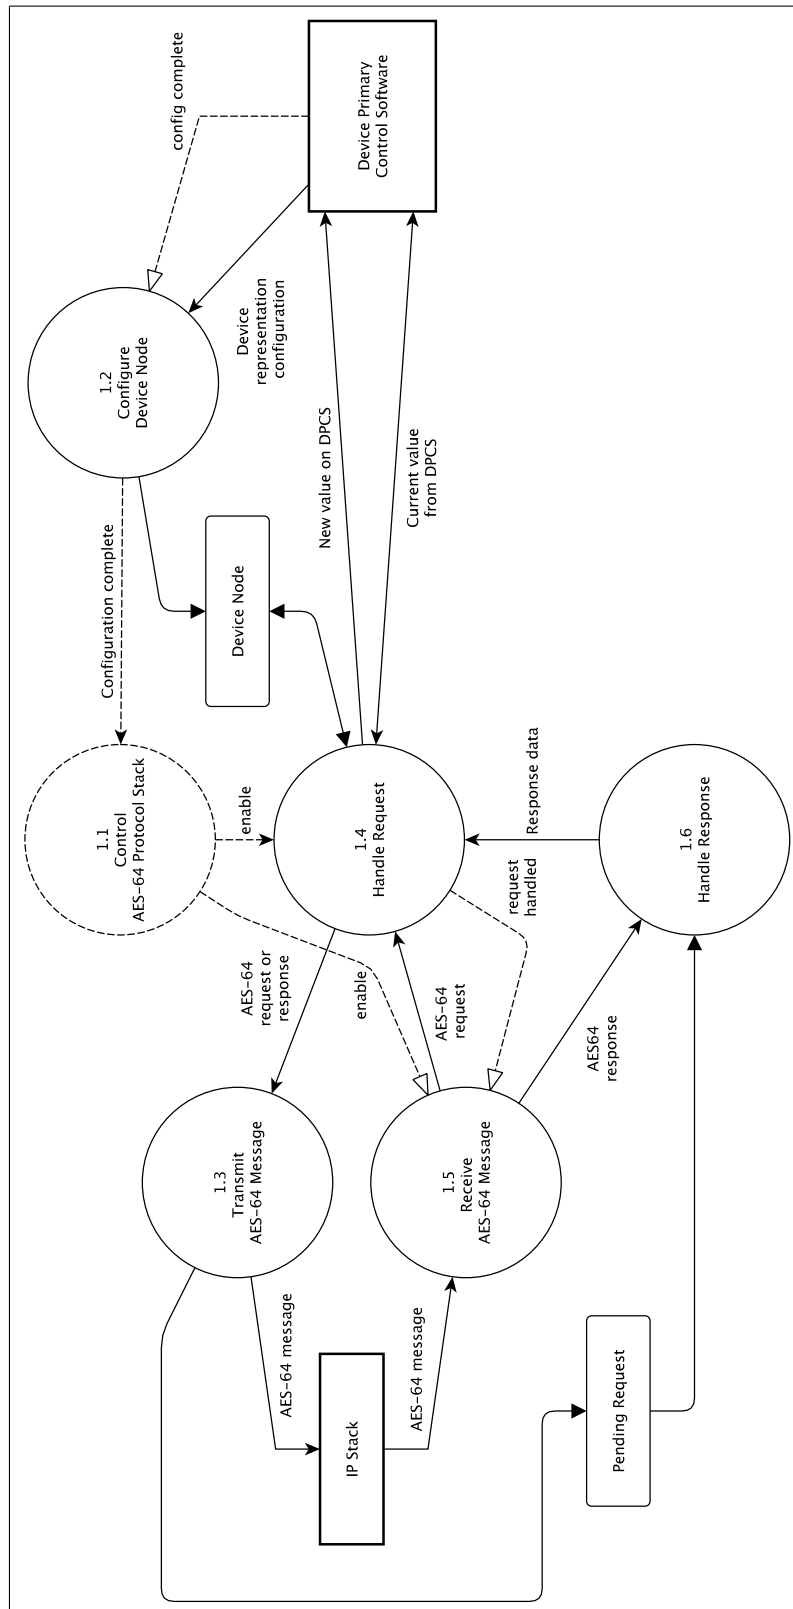 config complete
Device Primary
Control Software
1.2
Configure
Device Node
Device
representation
configuration
New value on DPCS
Current value
from DPCS
Configuration complete
Device Node
1.1
Control
AES-64 Protocol Stack
enable
1.4
Handle Request
Response data
1.6
Handle Response
request
handled
AES-64
request or
response
enable
AES-64
request
AES64
response
1.3
Transmit
AES-64 Message
1.5
Receive
AES-64 Message
AES-64 message
AES-64 message
IP Stack
Pending Request